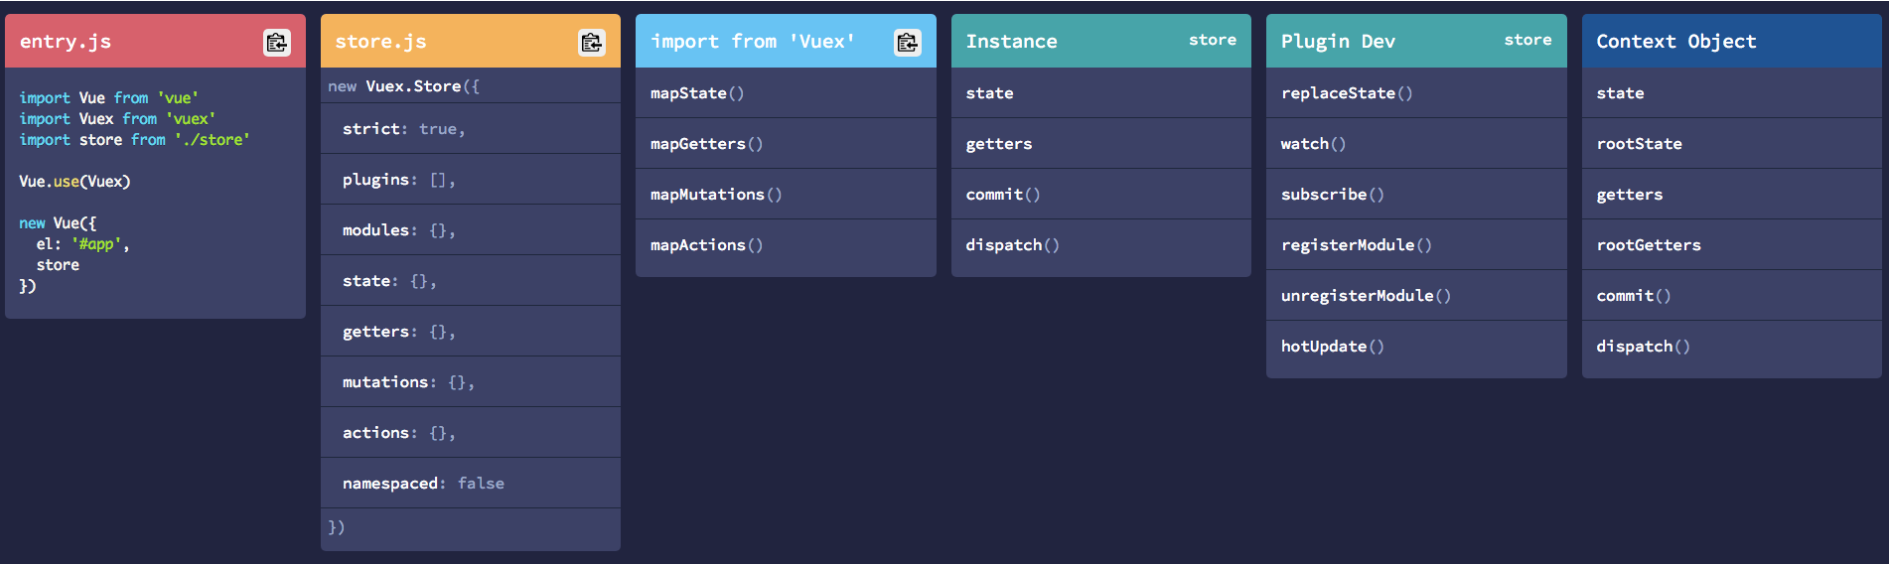 entry.js
import Vue from 'vue'
import Vuex from 'vuex'
import store from './store'
Vue.use(Vuex)
new Vue({
  el: '#app',
  store
})
store.js
new Vuex.Store({
strict: true,
plugins: [],
modules: {},
state: {},
getters: {},
mutations: {},
actions: {},
namespaced: false
})
import from 'Vuex'
mapState()
mapGetters()
mapMutations()
mapActions()
Instance store
state
getters
commit()
dispatch()
Plugin Dev store
replaceState()
watch()
subscribe()
registerModule()
unregisterModule()
hotUpdate()
Context Object
state
rootState
getters
rootGetters
commit()
dispatch()